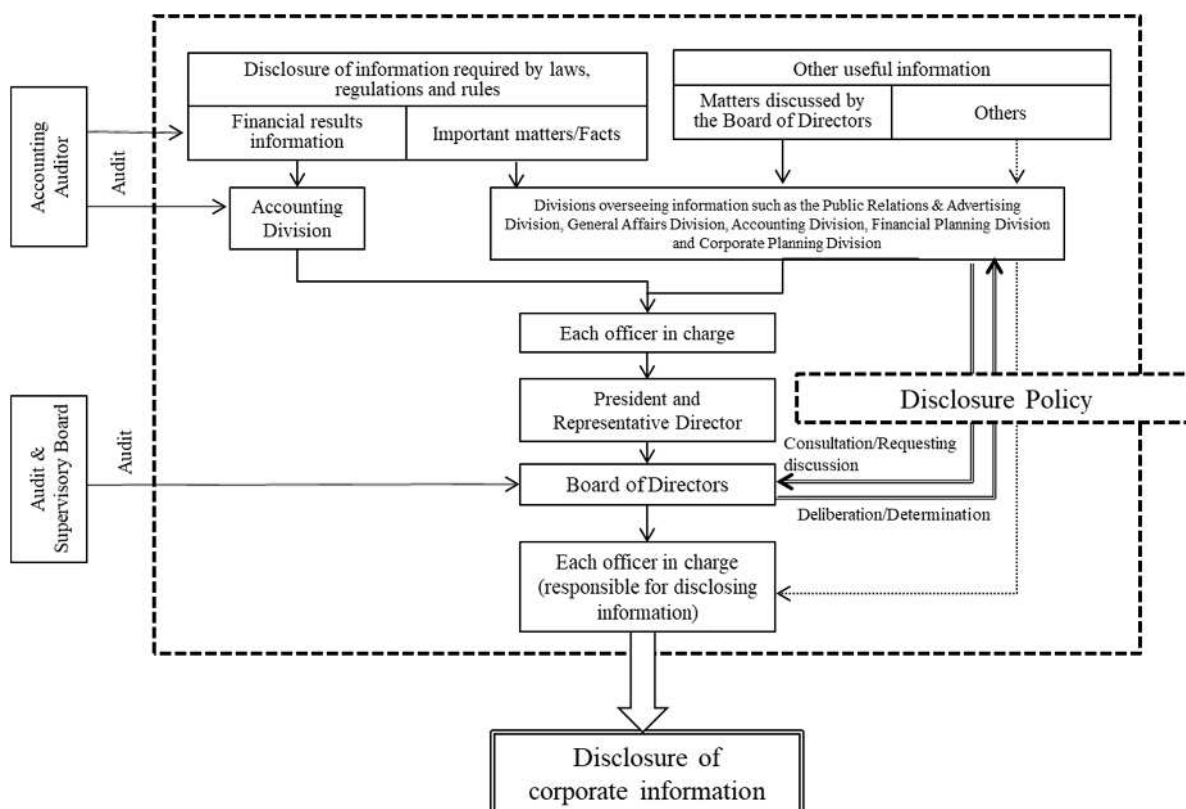 Disclosure of information required by laws,
regulations and rules
Financial results
information
Important matters/Facts
Other useful information
Matters discussed by
the Board of Directors
Others
Accounting
Auditor
Audit
Accounting
Division
Divisions overseeing information such as the Public Relations & Advertising
Division, General Affairs Division, Accounting Division, Financial Planning Division
and Corporate Planning Division
Each officer in charge
President and
Representative Director
Disclosure Policy
Consultation/Requesting
discussion
Audit &
Supervisory Board
Audit
Board of Directors
Deliberation/Determination
Each officer in charge
(responsible for disclosing
information)
Disclosure of
corporate information